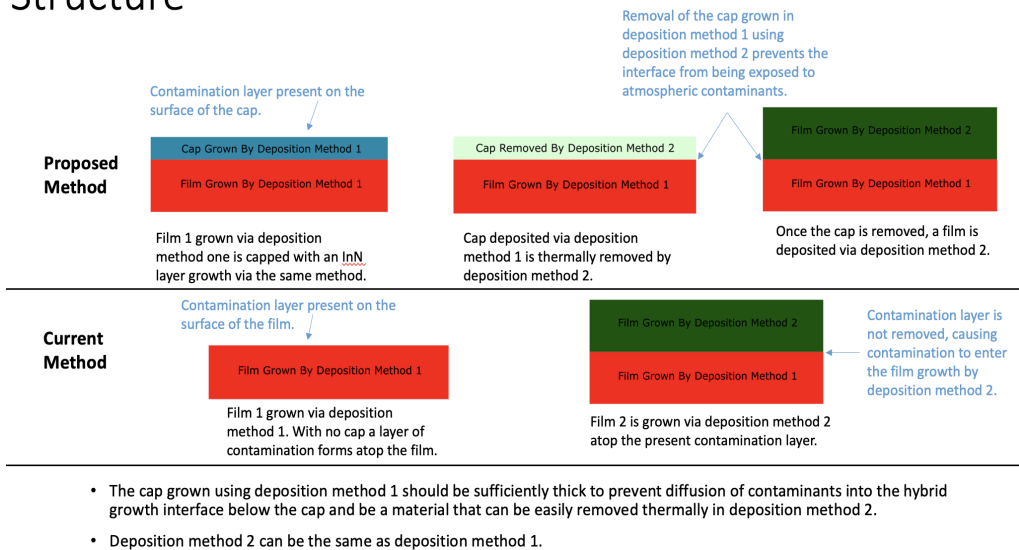 Structure
Removal of the cap grown in
deposition method 1 using
deposition method 2 prevents the
interface from being exposed to
atmospheric contaminants.
Contamination layer present on the
surface of the cap.
Proposed
Method
Cap Grown By Deposition Method 1
Film Grown By Deposition Method 1
Cap Removed By Deposition Method 2
Film Grown By Deposition Method 1
Film Grown By Deposition Method 2
Film Grown By Deposition Method 1
Film 1 grown via deposition
method one is capped with an InN
layer growth via the same method.
Cap deposited via deposition
method 1 is thermally removed by
deposition method 2.
Once the cap is removed, a film is
deposited via deposition method 2.
Current
Method
Contamination layer present on the
surface of the film.
Film Grown By Deposition Method 1
Film 1 grown via deposition
method 1. With no cap a layer of
contamination forms atop the film.
Film Grown By Deposition Method 2
Film Grown By Deposition Method 1
Film 2 is grown via deposition method 2
atop the present contamination layer.
Contamination layer is
not removed, causing
contamination to enter
the film growth by
deposition method 2.
• The cap grown using deposition method 1 should be sufficiently thick to prevent diffusion of contaminants into the hybrid
growth interface below the cap and be a material that can be easily removed thermally in deposition method 2.
• Deposition method 2 can be the same as deposition method 1.